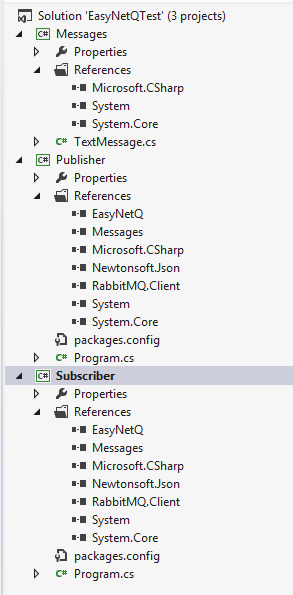 Solution 'EasyNetQTest' (3 projects)
C# Messages
Properties
References
Microsoft.CSharp
System
System.Core
C# TextMessage.cs
C# Publisher
Properties
References
EasyNetQ
Messages
Microsoft.CSharp
Newtonsoft.Json
RabbitMQ.Client
System
System.Core
packages.config
C# Program.cs
C# Subscriber
Properties
References
EasyNetQ
Messages
Microsoft.CSharp
Newtonsoft.Json
RabbitMQ.Client
System
System.Core
packages.config
C# Program.cs